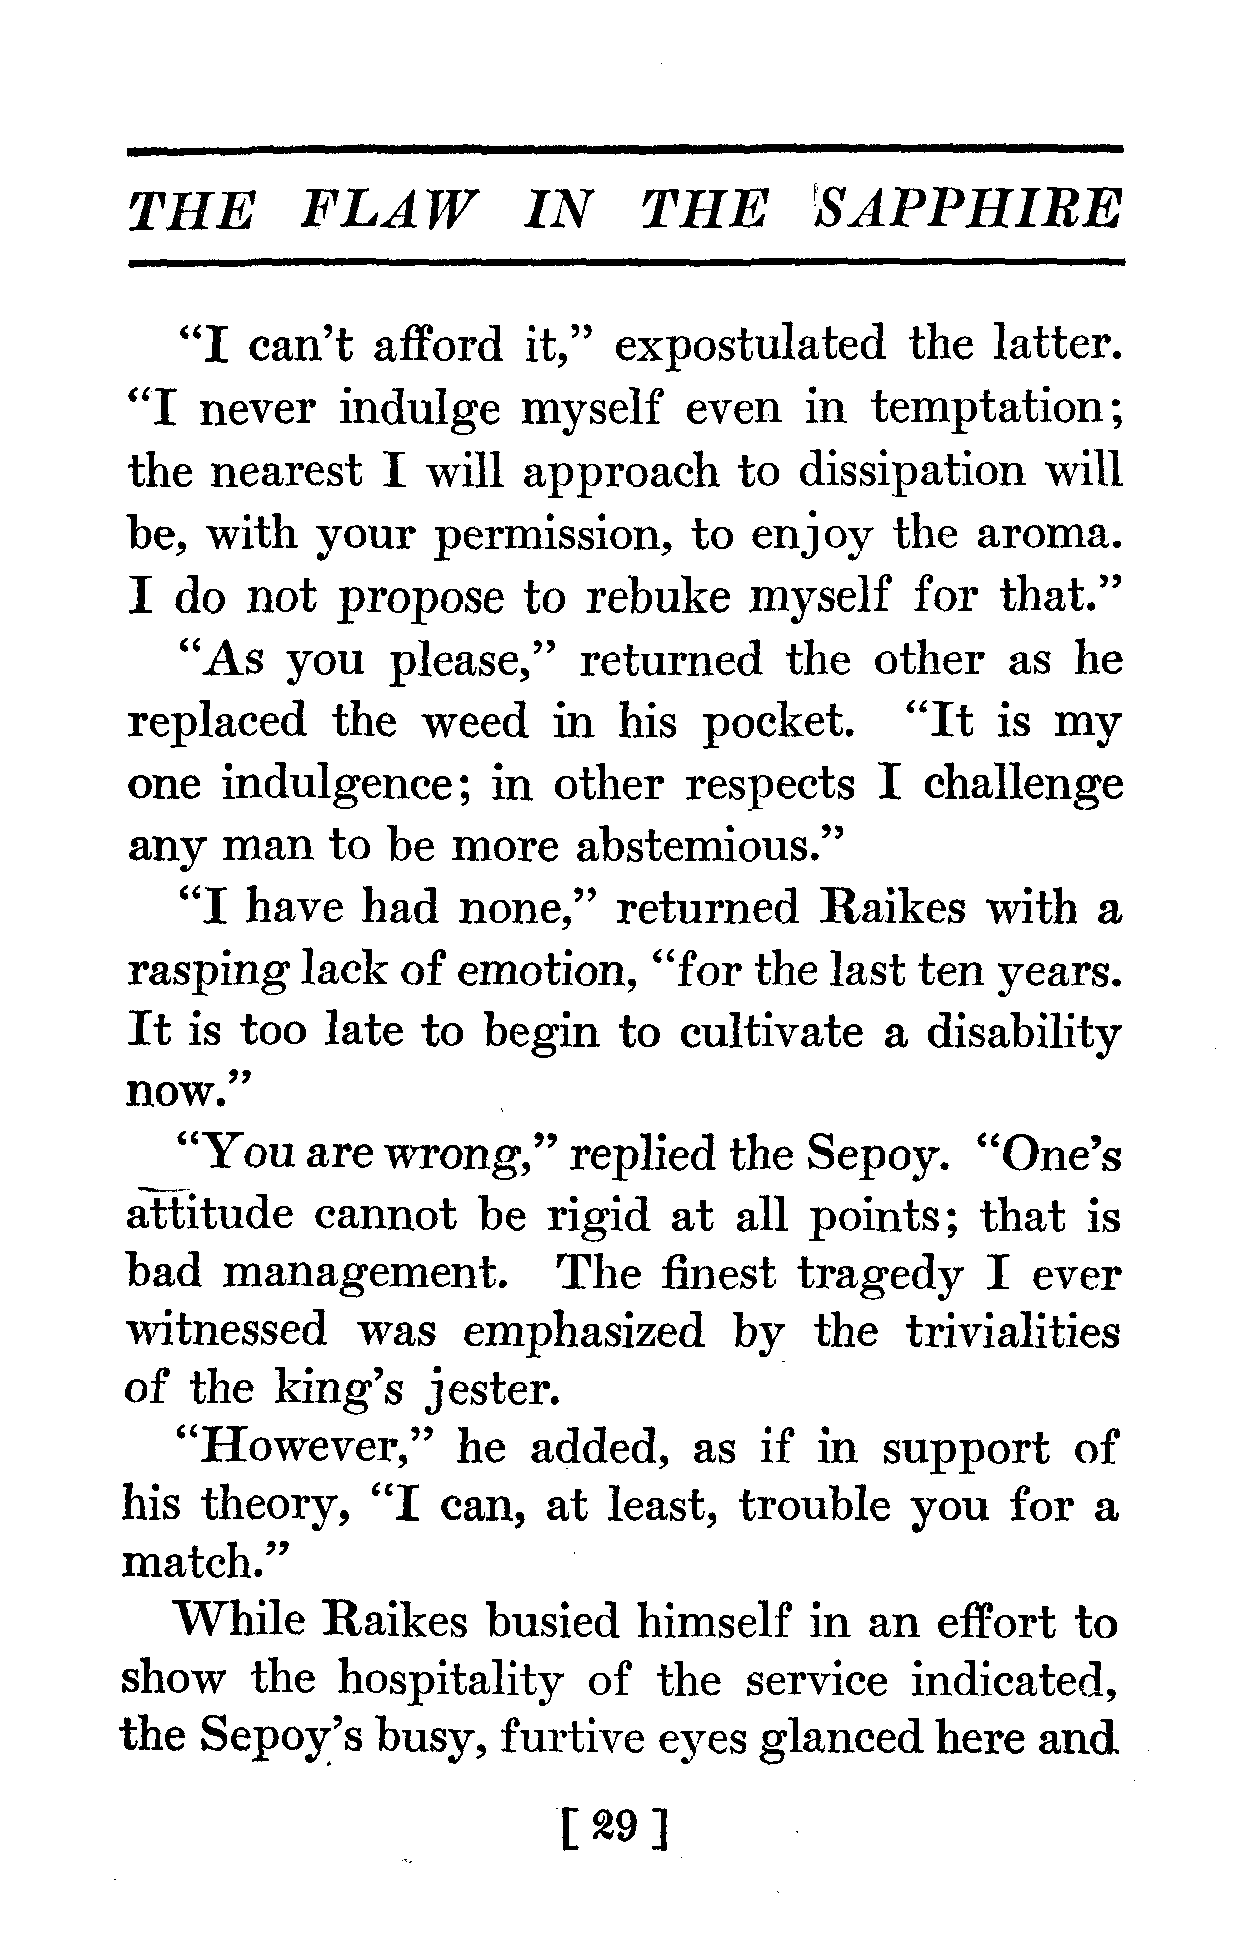 THE FLAW IN THE SAPPHIRE
"I can't afford it," expostulated the latter.
"I never indulge myself even in temptation;
the nearest I will approach to dissipation will
be, with your permission, to enjoy the aroma.
I do not propose to rebuke myself for that."
"As you please," returned the other as he
replaced the weed in his pocket. "It is my
one indulgence; in other respects I challenge
any man to be more abstemious."
"I have had none," returned Raikes with a
rasping lack of emotion, "for the last ten years.
It is too late to begin to cultivate a disability
now."
"You are wrong," replied the Sepoy. "One's
attitude cannot be rigid at all points; that is
bad management. The finest tragedy I ever
witnessed was emphasized by the trivialities
of the king's jester.
"However," he added, as if in support of
his theory, "I can, at least, trouble you for a
match."
While Raikes busied himself in an effort to
show the hospitality of the service indicated,
the Sepoy's busy, furtive eyes glanced here and
[ 29 ]